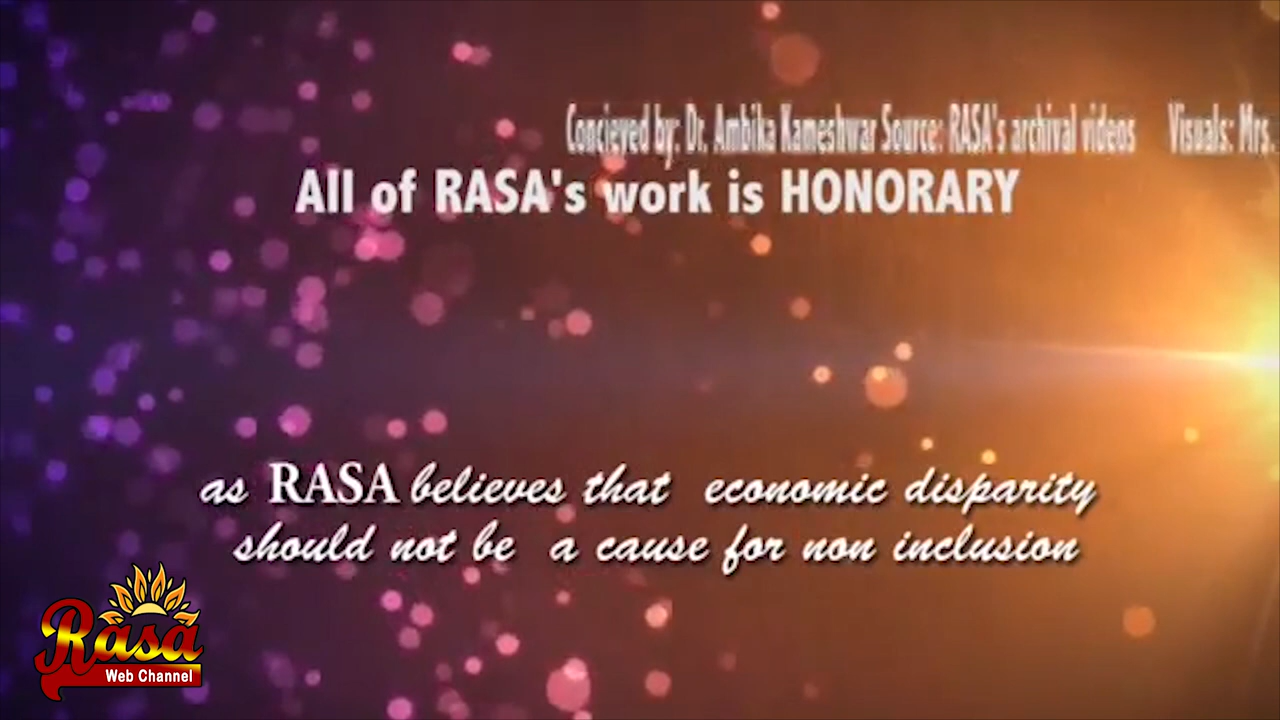 Concieved by: Dr. Ambika Kameshwar Source: RASA's archival videos Visuals: Mrs.
All of RASA's work is HONORARY
as RASA believes that economic disparity
should not be a cause for non inclusion
Rasa
Web Channel